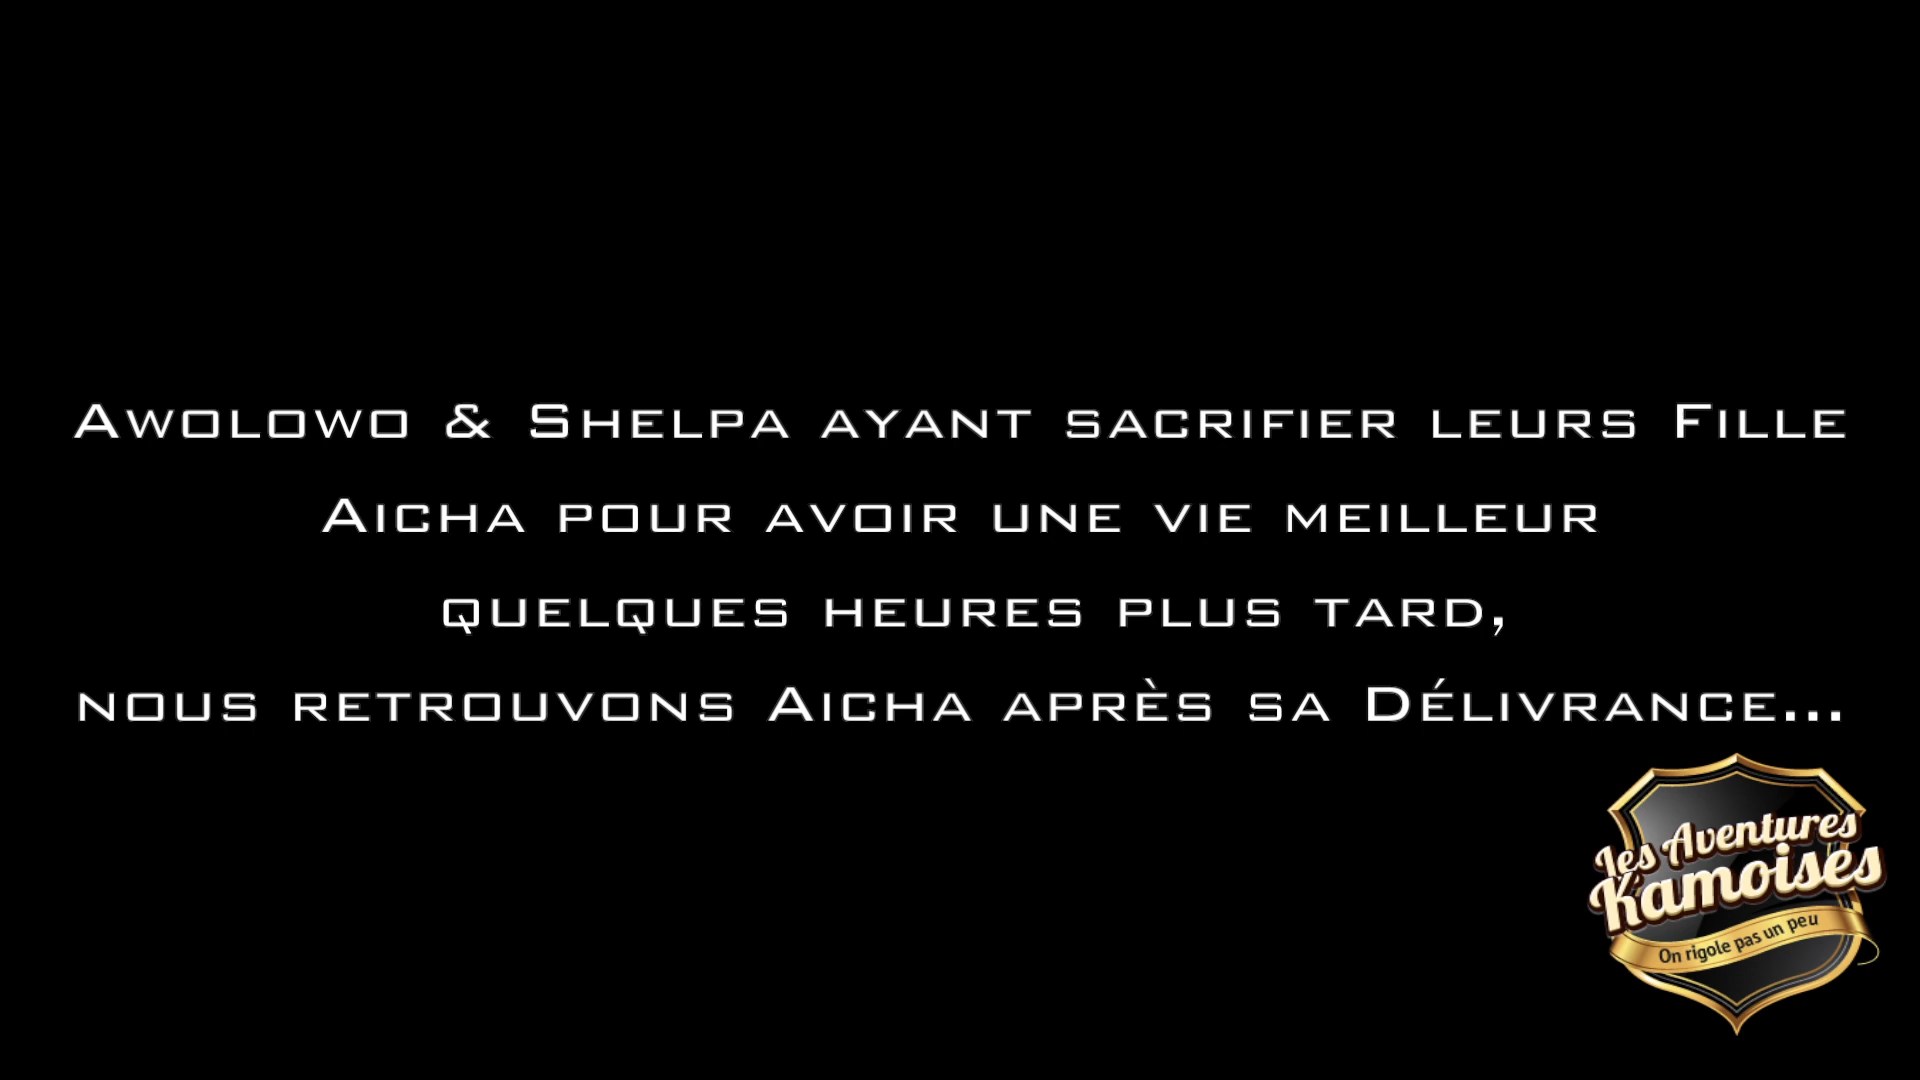 Awolowo & Shelpa ayant sacrifier leurs Fille
Aicha pour avoir une vie meilleur
quelques heures plus tard,
nous retrouvons Aicha après sa Délivrance...
Les Aventures
Kamoises
On rigole pas un peu